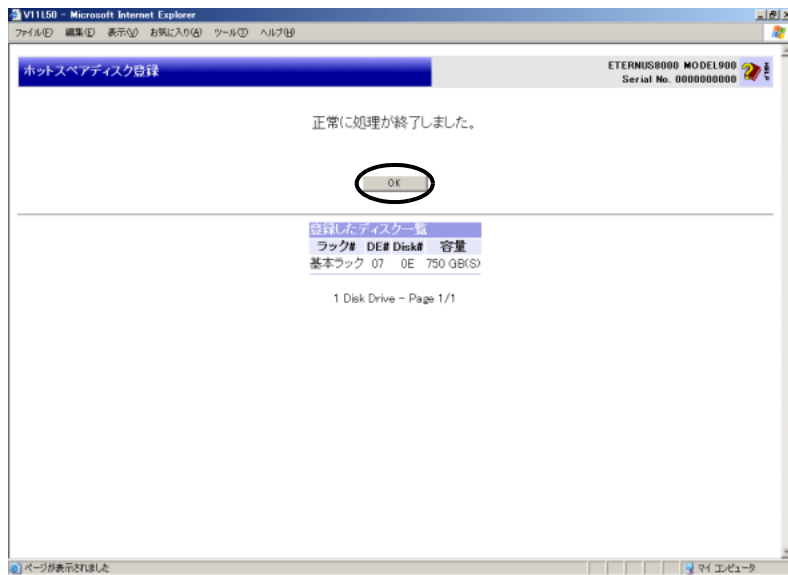 V11L50 - Microsoft Internet Explorer
ファイル(F) 編集(E) 表示(V) お気に入り(A) ツール(T) ヘルプ(H)
ホットスペアディスク登録
ETERNUS8000 MODEL900
Serial No. 0000000000
正常に処理が終了しました。
OK
登録したディスク一覧
ラック# DE# Disk# 容量
基本ラック 07 0E 750 GB(S)
1 Disk Drive - Page 1/1
ページが表示されました
マイ コンピュータ